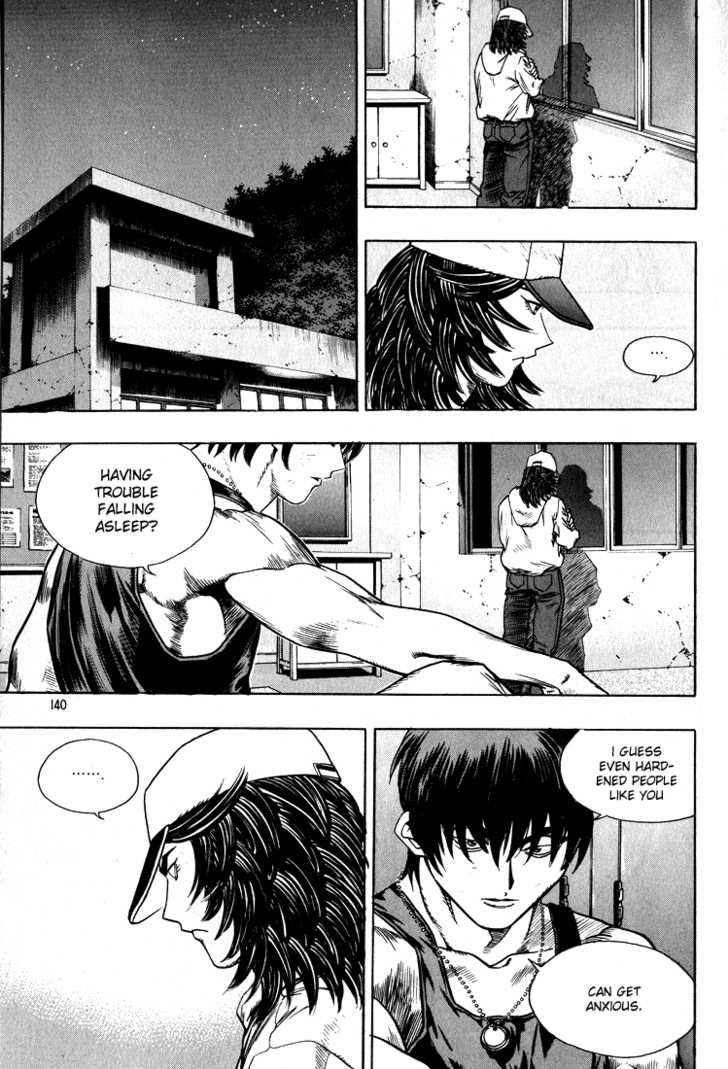 ...
HAVING
TROUBLE
FALLING
ASLEEP?
140
.......
I GUESS
EVEN HARD-
ENED PEOPLE
LIKE YOU
CAN GET
ANXIOUS.